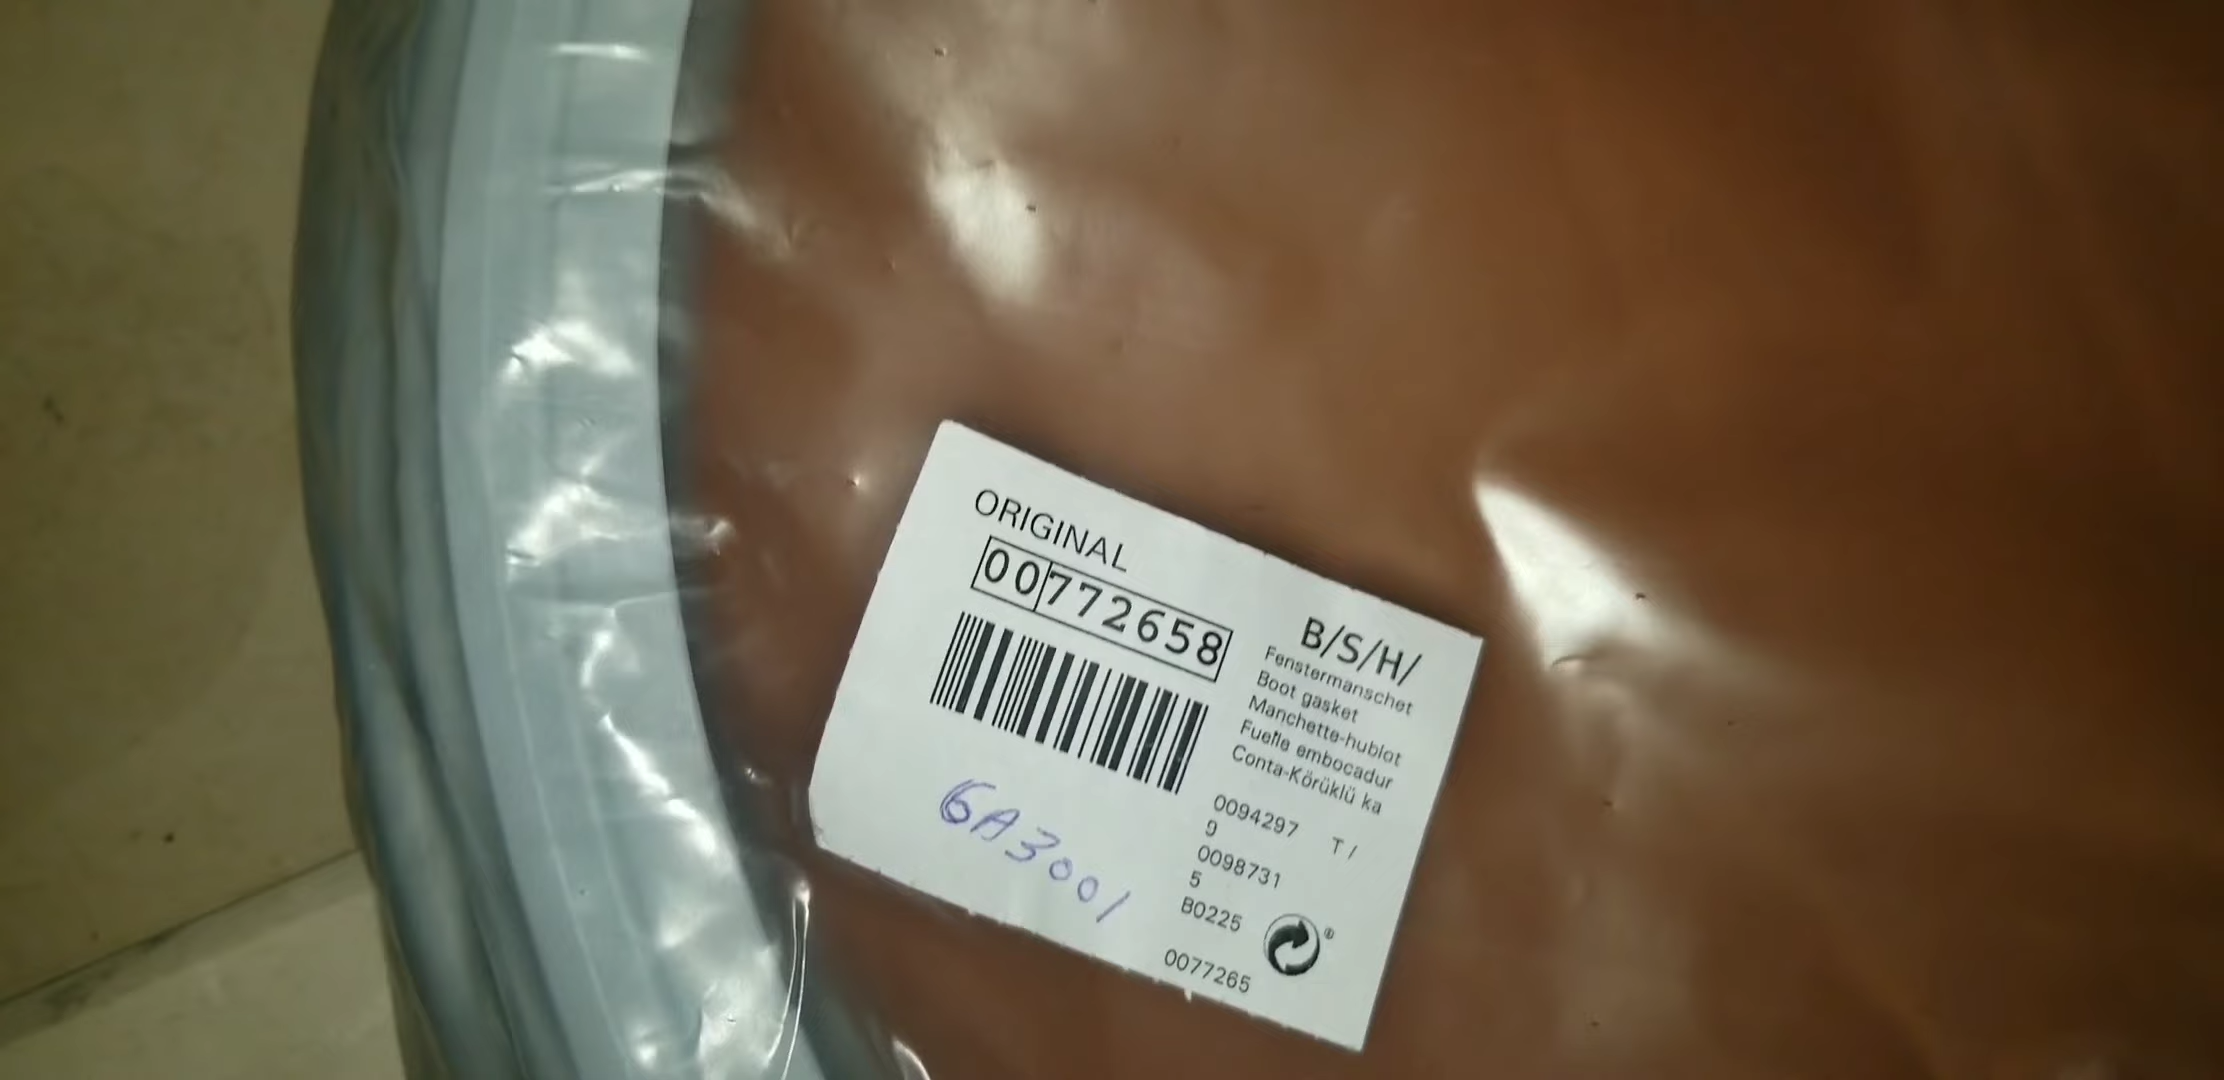 ORIGINAL
00772658
B/S/H/
Fenstermanschet
Boot gasket
Manchette-hublot
Fuelle embocadur
Conta-Körüklü ka
0094297 T /
9
0098731
5
B0225
0077265
6A3001